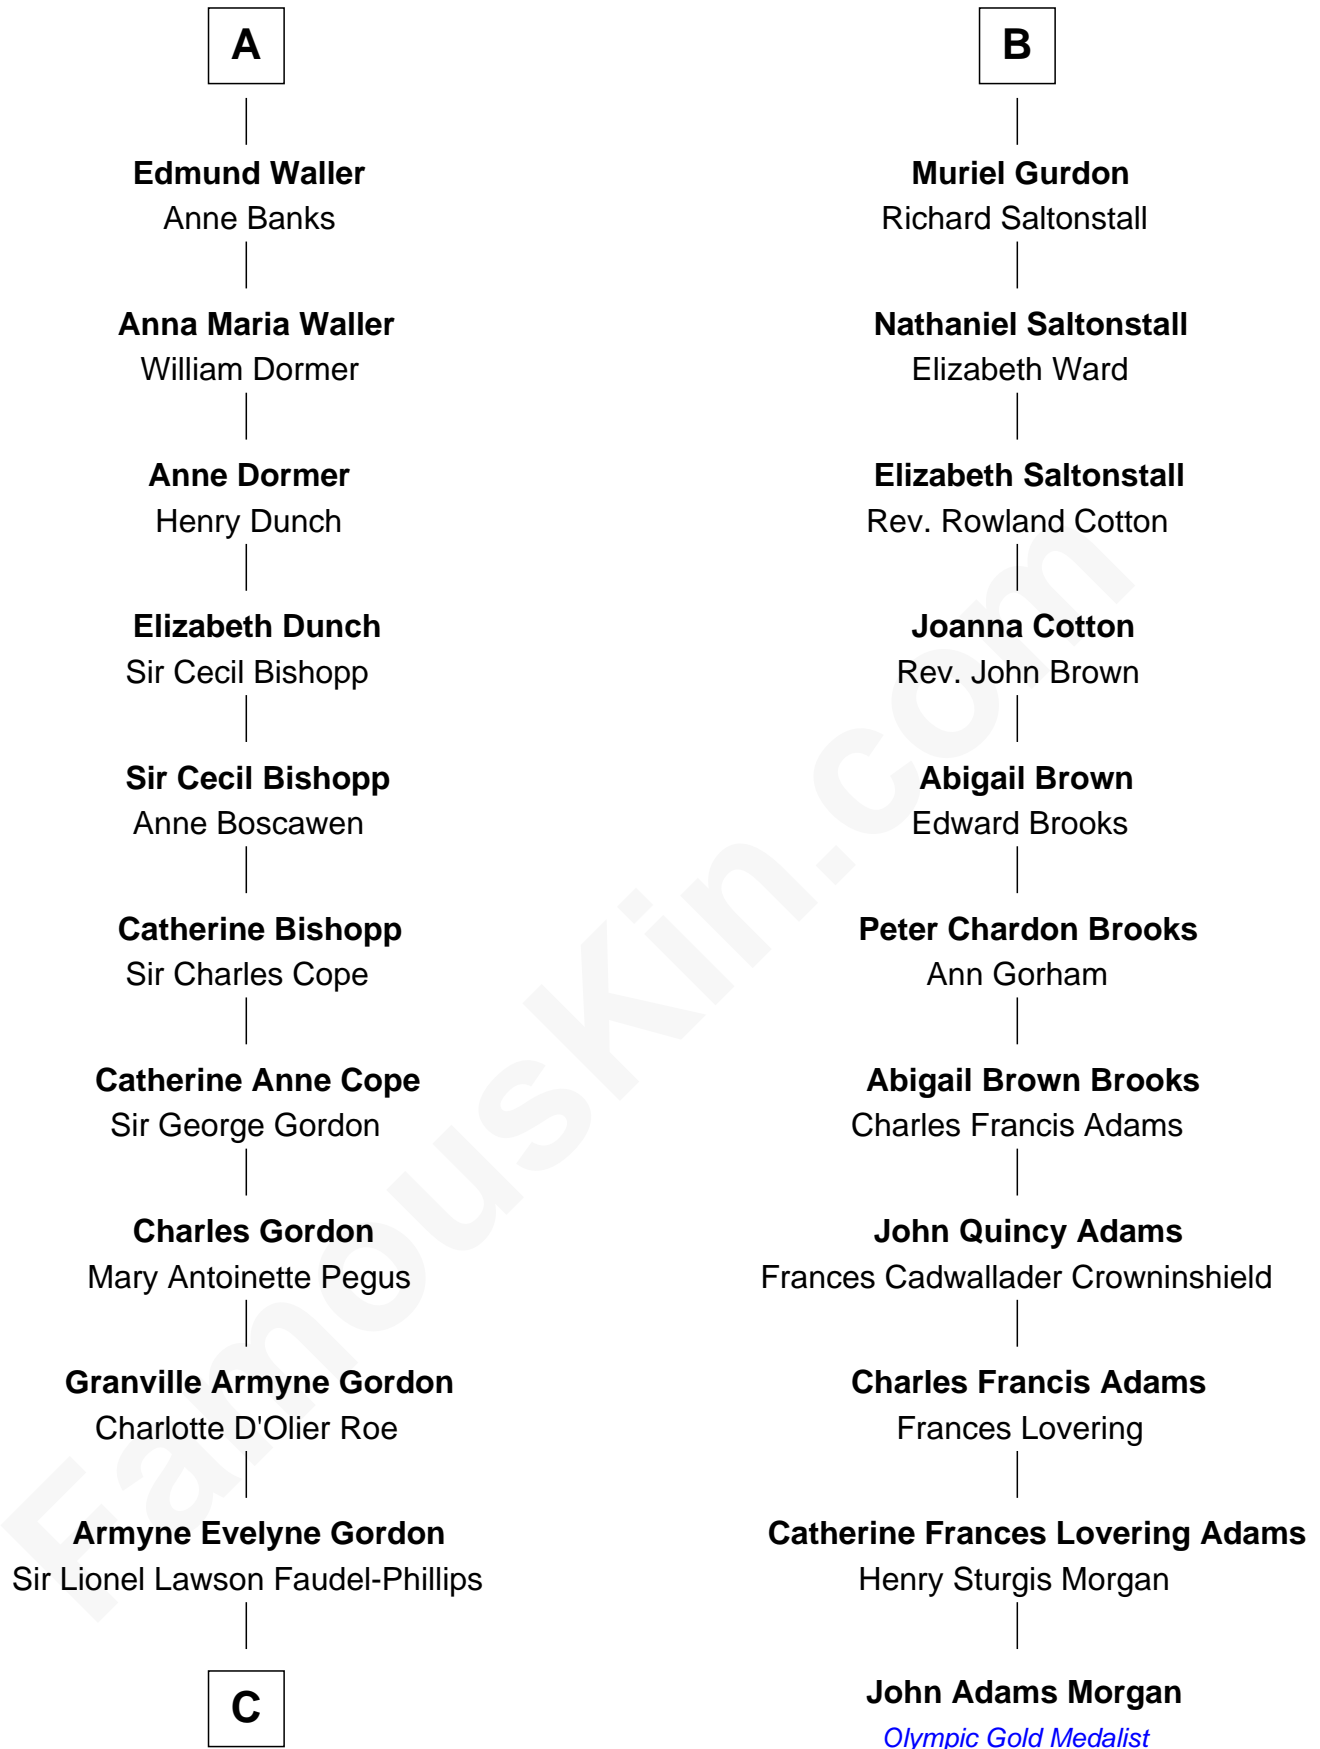 A
Edmund Waller
Anne Banks
Anna Maria Waller
William Dormer
Anne Dormer
Henry Dunch
Elizabeth Dunch
Sir Cecil Bishopp
Sir Cecil Bishopp
Anne Boscawen
Catherine Bishopp
Sir Charles Cope
Catherine Anne Cope
Sir George Gordon
Charles Gordon
Mary Antoinette Pegus
Granville Armyne Gordon
Charlotte D'Olier Roe
Armyne Evelyne Gordon
Sir Lionel Lawson Faudel-Phillips
C
B
Muriel Gurdon
Richard Saltonstall
Nathaniel Saltonstall
Elizabeth Ward
Elizabeth Saltonstall
Rev. Rowland Cotton
Joanna Cotton
Rev. John Brown
Abigail Brown
Edward Brooks
Peter Chardon Brooks
Ann Gorham
Abigail Brown Brooks
Charles Francis Adams
John Quincy Adams
Frances Cadwallader Crowninshield
Charles Francis Adams
Frances Lovering
Catherine Frances Lovering Adams
Henry Sturgis Morgan
John Adams Morgan
Olympic Gold Medalist
FamousKin.com